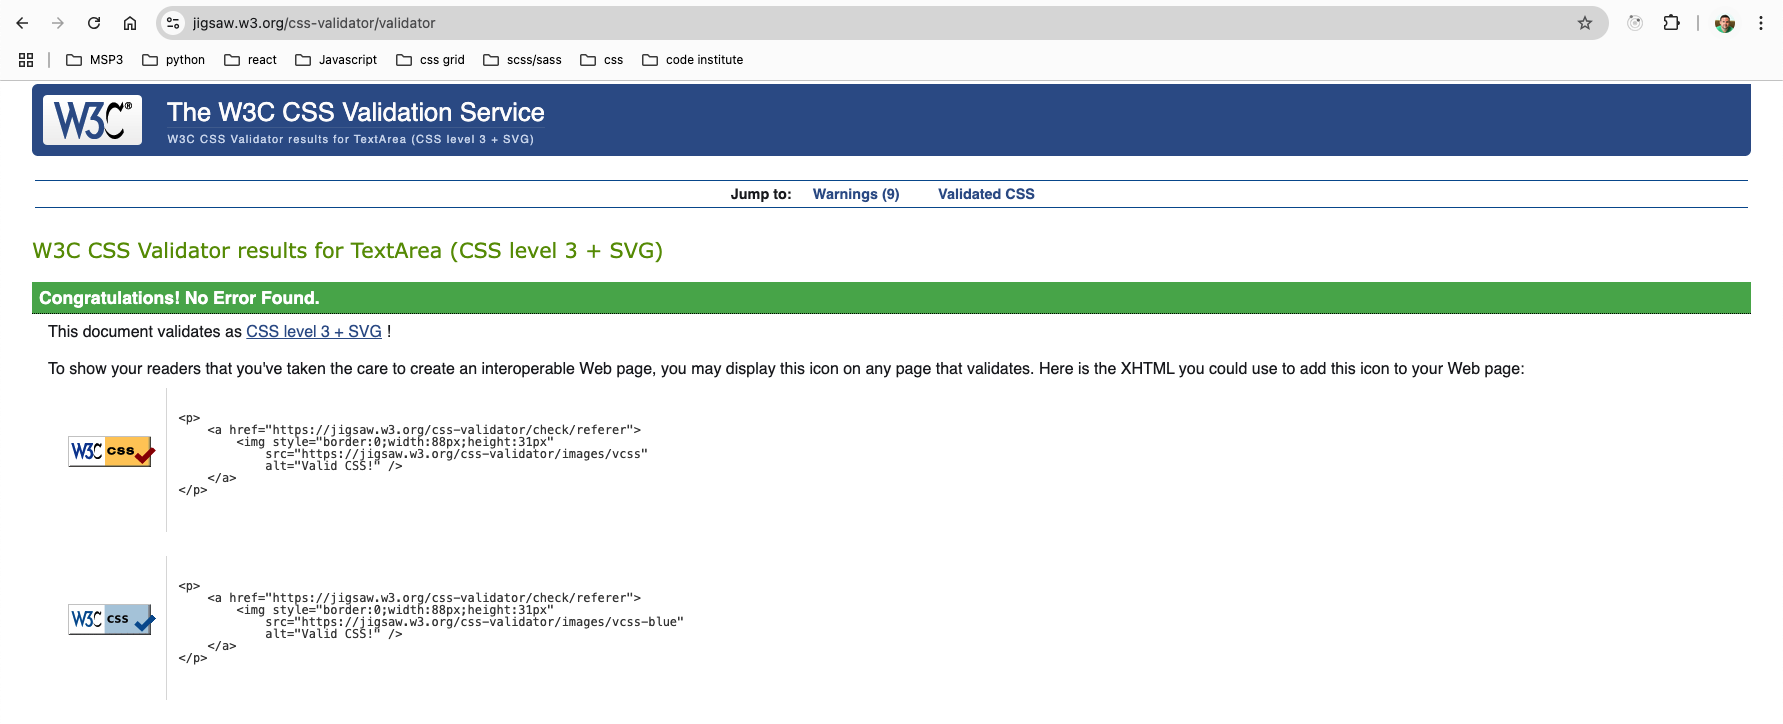 jigsaw.w3.org/css-validator/validator
MSP3 python react Javascript css grid scss/sass css code institute
W3C®
The W3C CSS Validation Service
W3C CSS Validator results for TextArea (CSS level 3 + SVG)
Jump to: Warnings (9) Validated CSS
W3C CSS Validator results for TextArea (CSS level 3 + SVG)
Congratulations! No Error Found.
This document validates as CSS level 3 + SVG !
To show your readers that you've taken the care to create an interoperable Web page, you may display this icon on any page that validates. Here is the XHTML you could use to add this icon to your Web page:
W3C css
<p>
    <a href="https://jigsaw.w3.org/css-validator/check/referer">
        <img style="border:0;width:88px;height:31px"
            src="https://jigsaw.w3.org/css-validator/images/vcss"
            alt="Valid CSS!" />
    </a>
</p>
W3C css
<p>
    <a href="https://jigsaw.w3.org/css-validator/check/referer">
        <img style="border:0;width:88px;height:31px"
            src="https://jigsaw.w3.org/css-validator/images/vcss-blue"
            alt="Valid CSS!" />
    </a>
</p>